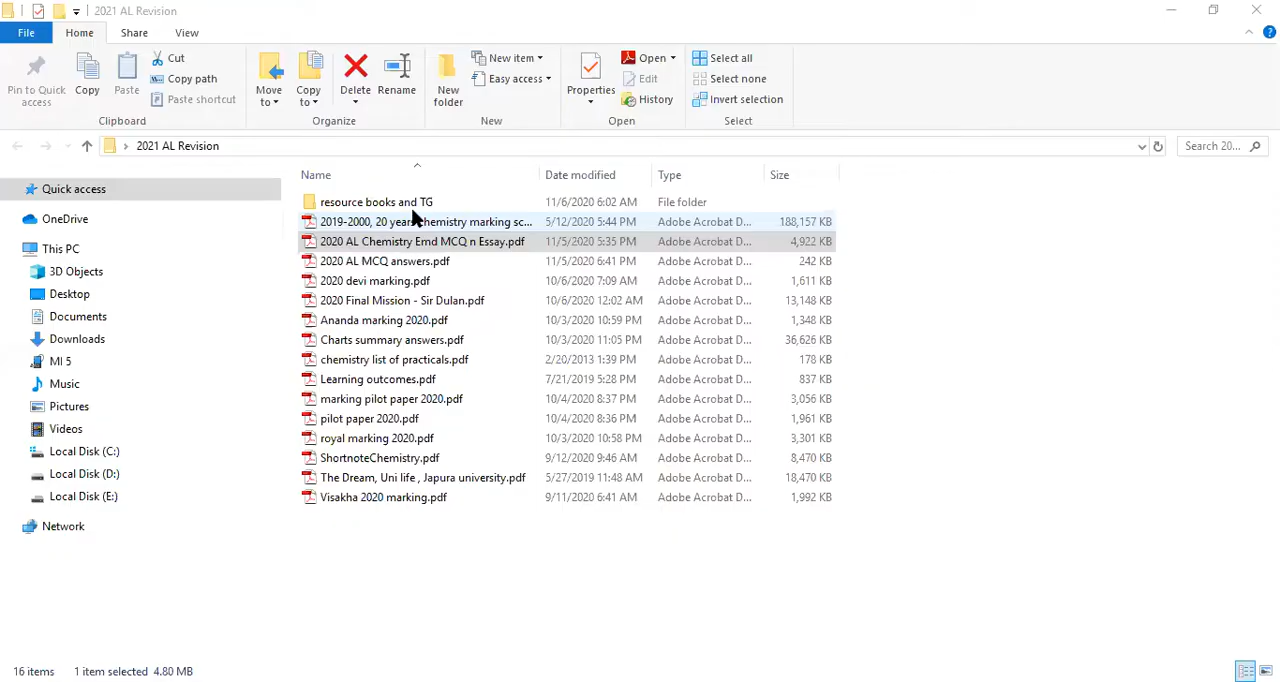 2021 AL Revision
File Home Share View
Pin to Quick access
Copy
Paste
Cut
Copy path
Paste shortcut
Clipboard
Move to
Copy to
Delete
Rename
Organize
New folder
New item
Easy access
New
Properties
Open
Edit
History
Open
Select all
Select none
Invert selection
Select
2021 AL Revision
Search 20...
Quick access
OneDrive
This PC
3D Objects
Desktop
Documents
Downloads
MI 5
Music
Pictures
Videos
Local Disk (C:)
Local Disk (D:)
Local Disk (E:)
Network
Name Date modified Type Size
resource books and TG 11/6/2020 6:02 AM File folder
2019-2000, 20 years chemistry marking sc... 5/12/2020 5:44 PM Adobe Acrobat D... 188,157 KB
2020 AL Chemistry Emd MCQ n Essay.pdf 11/5/2020 5:35 PM Adobe Acrobat D... 4,922 KB
2020 AL MCQ answers.pdf 11/5/2020 6:41 PM Adobe Acrobat D... 242 KB
2020 devi marking.pdf 10/6/2020 7:09 AM Adobe Acrobat D... 1,611 KB
2020 Final Mission - Sir Dulan.pdf 10/6/2020 12:02 AM Adobe Acrobat D... 13,148 KB
Ananda marking 2020.pdf 10/3/2020 10:59 PM Adobe Acrobat D... 1,348 KB
Charts summary answers.pdf 10/3/2020 11:05 PM Adobe Acrobat D... 36,626 KB
chemistry list of practicals.pdf 2/20/2013 1:39 PM Adobe Acrobat D... 178 KB
Learning outcomes.pdf 7/21/2019 5:28 PM Adobe Acrobat D... 837 KB
marking pilot paper 2020.pdf 10/4/2020 8:37 PM Adobe Acrobat D... 3,056 KB
pilot paper 2020.pdf 10/4/2020 8:36 PM Adobe Acrobat D... 1,961 KB
royal marking 2020.pdf 10/3/2020 10:58 PM Adobe Acrobat D... 3,301 KB
ShortnoteChemistry.pdf 9/12/2020 9:46 AM Adobe Acrobat D... 8,470 KB
The Dream, Uni life , Japura university.pdf 5/27/2019 11:48 AM Adobe Acrobat D... 18,470 KB
Visakha 2020 marking.pdf 9/11/2020 6:41 AM Adobe Acrobat D... 1,992 KB
16 items 1 item selected 4.80 MB